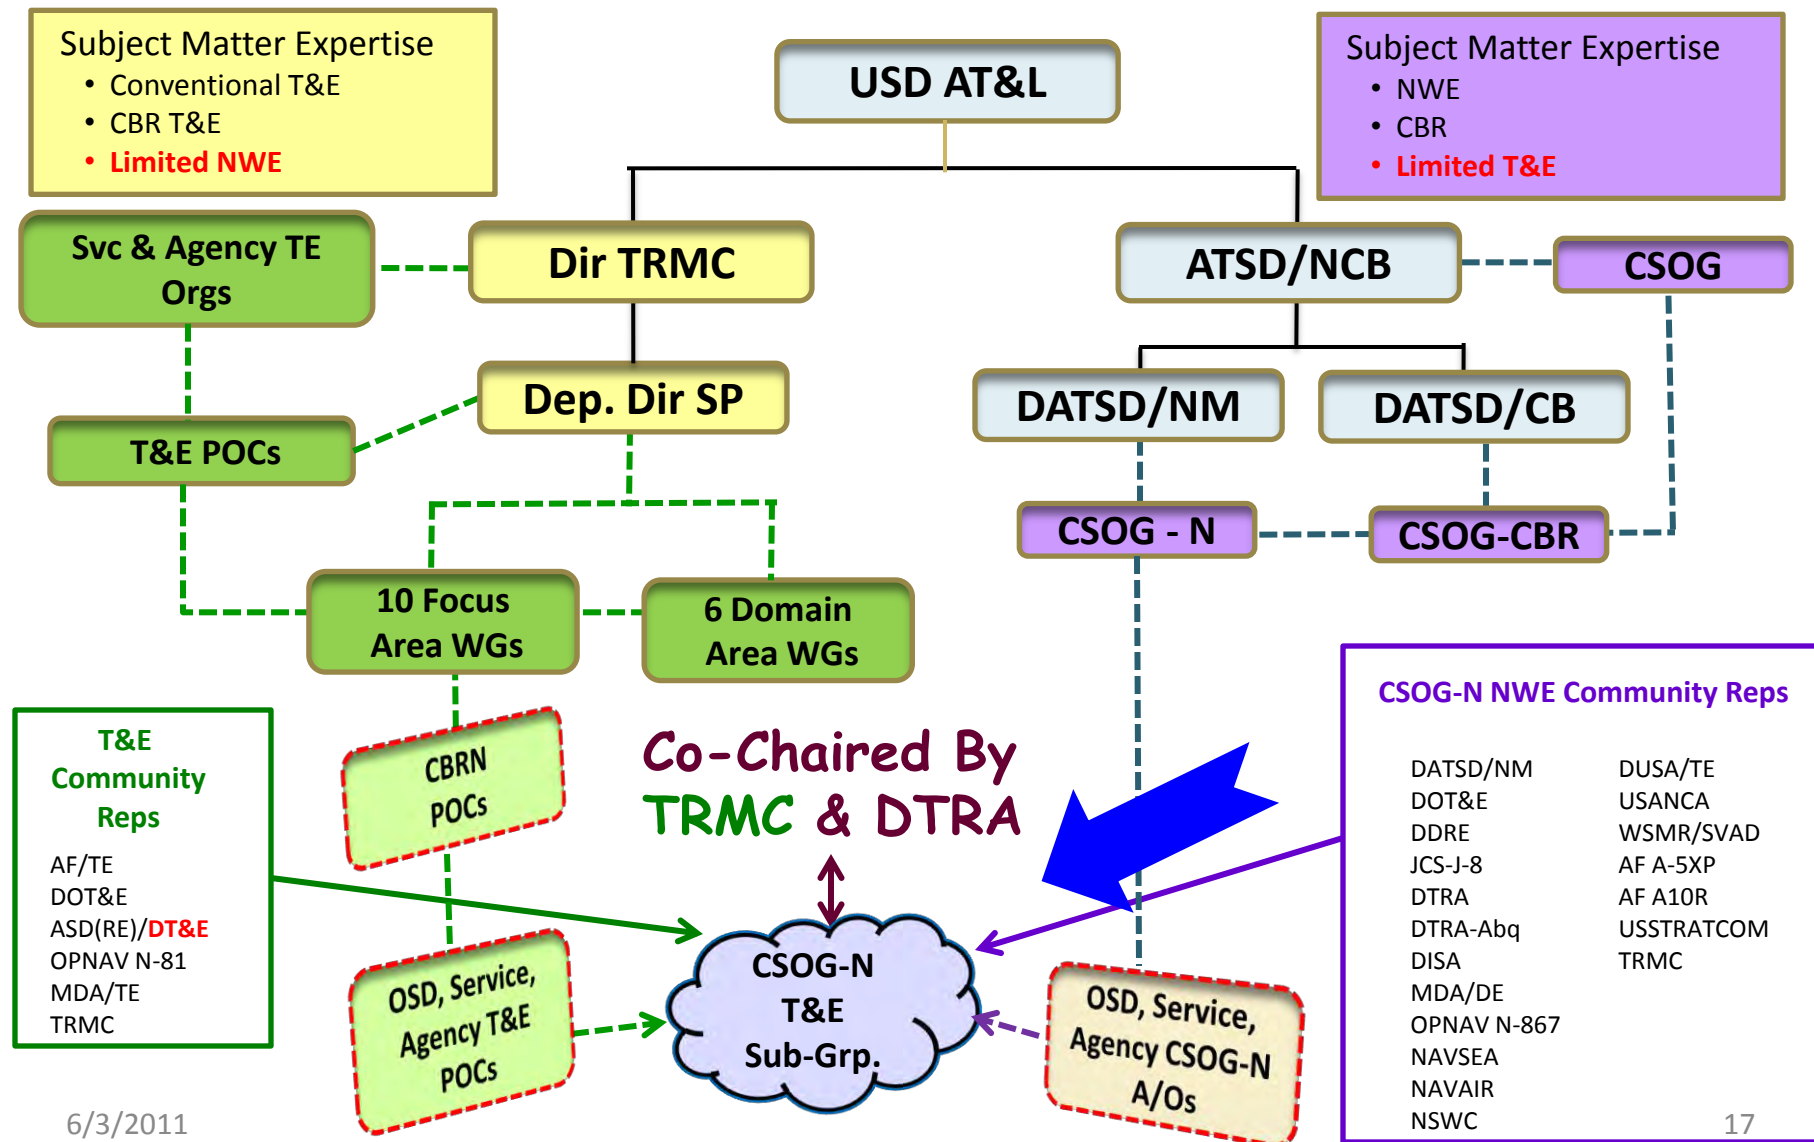 Subject Matter Expertise
• Conventional T&E
• CBR T&E
• Limited NWE
USD AT&L
Subject Matter Expertise
• NWE
• CBR
• Limited T&E
Svc & Agency TE
Orgs
Dir TRMC
ATSD/NCB
CSOG
Dep. Dir SP
DATSD/NM
DATSD/CB
T&E POCs
CSOG - N
CSOG-CBR
10 Focus
Area WGs
6 Domain
Area WGs
T&E
Community
Reps
AF/TE
DOT&E
ASD(RE)/DT&E
OPNAV N-81
MDA/TE
TRMC
CBRN
POCs
Co-Chaired By
TRMC & DTRA
OSD, Service,
Agency T&E
POCs
CSOG-N
T&E
Sub-Grp.
OSD, Service,
Agency CSOG-N
A/Os
CSOG-N NWE Community Reps
DATSD/NM
DOT&E
DDRE
JCS-J-8
DTRA
DTRA-Abq
DISA
MDA/DE
OPNAV N-867
NAVSEA
NAVAIR
NSWC
DUSA/TE
USANCA
WSMR/SVAD
AF A-5XP
AF A10R
USSTRATCOM
TRMC
6/3/2011
17